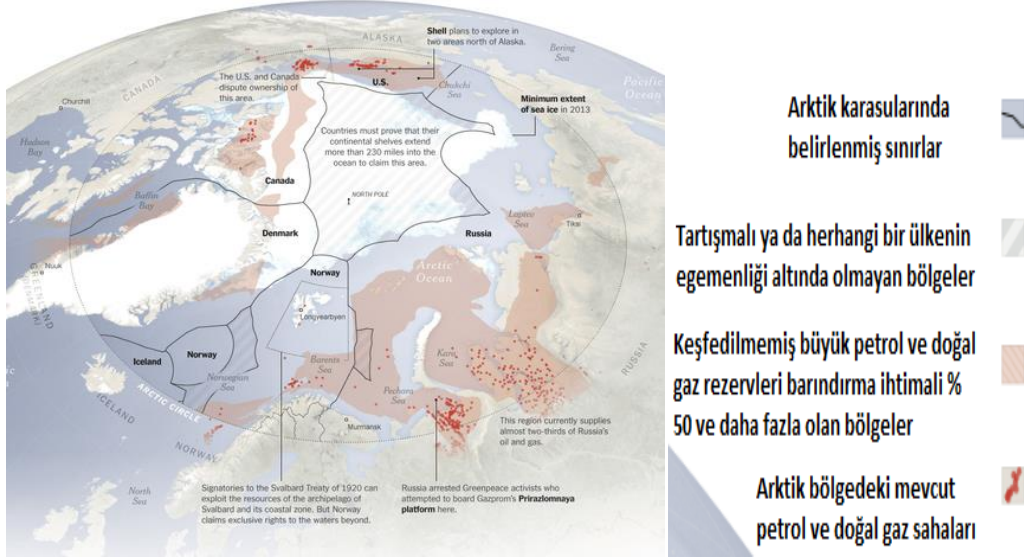 Shell plans to explore in
two areas north of Alaska.
ALASKA
Bering
Sea
Pacific
Ocean
CANADA
The U.S. and Canada
dispute ownership of
this area.
U.S.
Chukchi
Sea
Churchill
Minimum extent
of sea ice in 2013
Hudson
Bay
Countries must prove that their
continental shelves extend
more than 230 miles into the
ocean to claim this area.
Canada
NORTH POLE
Baffin
Bay
Laptev
Sea
Tiksi
Denmark
Russia
Nuuk
GREENLAND
Norway
Arctic
Ocean
Longyearbyen
Iceland
Norway
Barents
Sea
Kara
Sea
RUSSIA
Norwegian
Sea
ARCTIC CIRCLE
Pechora
Sea
ICELAND
Murmansk
This region currently supplies
almost two-thirds of Russia's
oil and gas.
NORWAY
North
Sea
Signatories to the Svalbard Treaty of 1920 can
exploit the resources of the archipelago of
Svalbard and its coastal zone. But Norway
claims exclusive rights to the waters beyond.
Russia arrested Greenpeace activists who
attempted to board Gazprom's Prirazlomnaya
platform here.
Arktik karasularında
belirlenmiş sınırlar
Tartışmalı ya da herhangi bir ülkenin
egemenliği altında olmayan bölgeler
Keşfedilmemiş büyük petrol ve doğal
gaz rezervleri barındırma ihtimali %
50 ve daha fazla olan bölgeler
Arktik bölgedeki mevcut
petrol ve doğal gaz sahaları